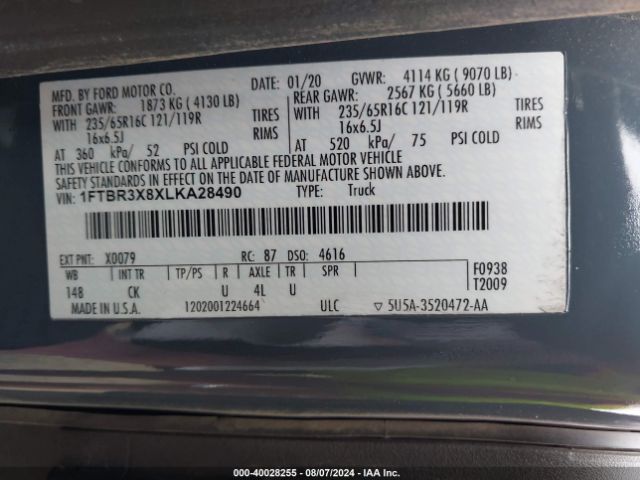 MFD. BY FORD MOTOR CO.
DATE: 01/20 GVWR: 4114 KG ( 9070 LB)
FRONT GAWR: 1873 KG ( 4130 LB)
REAR GAWR: 2567 KG ( 5660 LB)
WITH 235/65R16C 121/119R TIRES
WITH 235/65R16C 121/119R TIRES
16x6.5J RIMS
16x6.5J RIMS
AT 360 kPa/ 52 PSI COLD
AT 520 kPa/ 75 PSI COLD
THIS VEHICLE CONFORMS TO ALL APPLICABLE FEDERAL MOTOR VEHICLE
SAFETY STANDARDS IN EFFECT ON THE DATE OF MANUFACTURE SHOWN ABOVE.
VIN: 1FTBR3X8XLKA28490 TYPE: Truck
EXT PNT: X0079 RC: 87 DSO: 4616
WB INT TR TP/PS R AXLE TR SPR F0938
148 CK U 4L U T2009
MADE IN U.S.A. 1202001224664 ULC ▽ 5U5A-3520472-AA
000-40028255 - 08/07/2024 - IAA Inc.